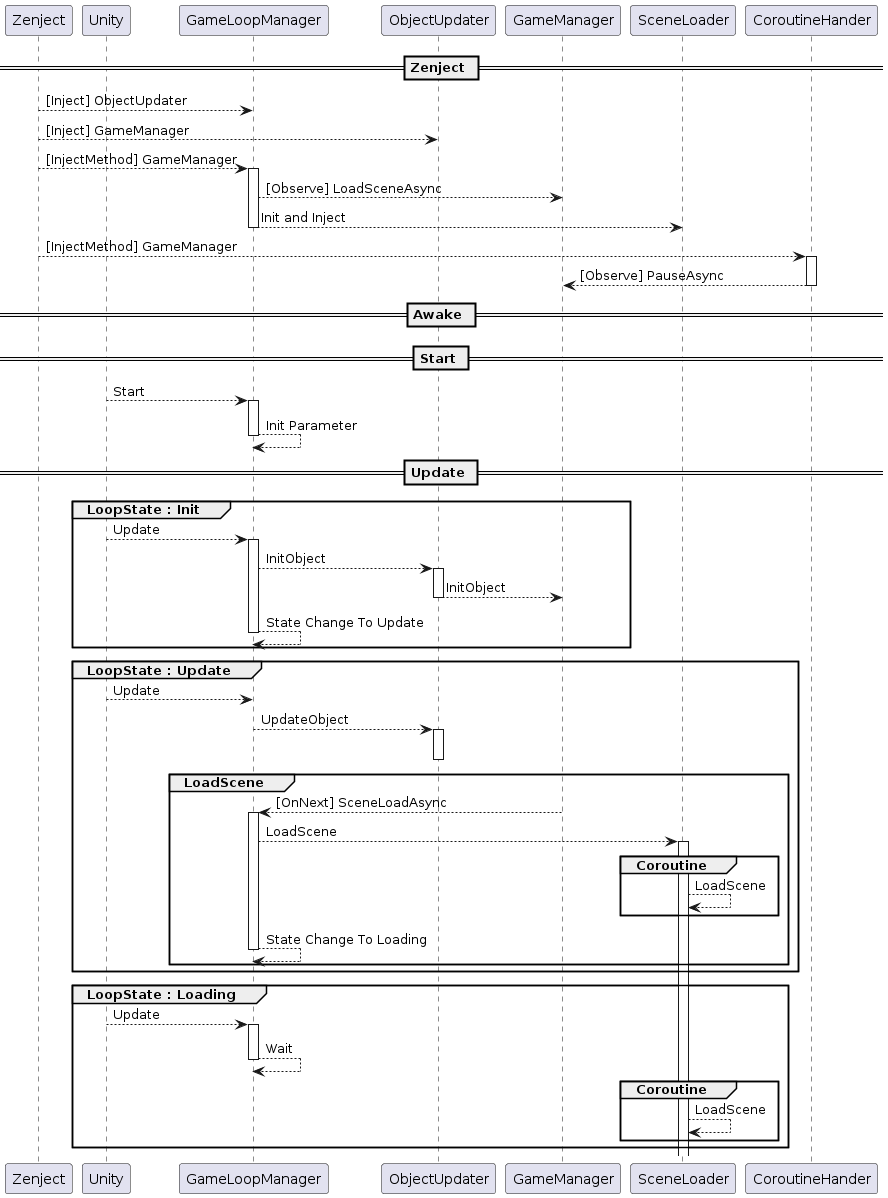 Zenject Unity GameLoopManager ObjectUpdater GameManager SceneLoader CoroutineHander
Zenject
[Inject] ObjectUpdater
[Inject] GameManager
[InjectMethod] GameManager
[Observe] LoadSceneAsync
Init and Inject
[InjectMethod] GameManager
[Observe] PauseAsync
Awake
Start
Start
Init Parameter
Update
LoopState : Init
Update
InitObject
InitObject
State Change To Update
LoopState : Update
Update
UpdateObject
LoadScene
[OnNext] SceneLoadAsync
LoadScene
Coroutine
LoadScene
State Change To Loading
LoopState : Loading
Update
Wait
Coroutine
LoadScene
Zenject Unity GameLoopManager ObjectUpdater GameManager SceneLoader CoroutineHander